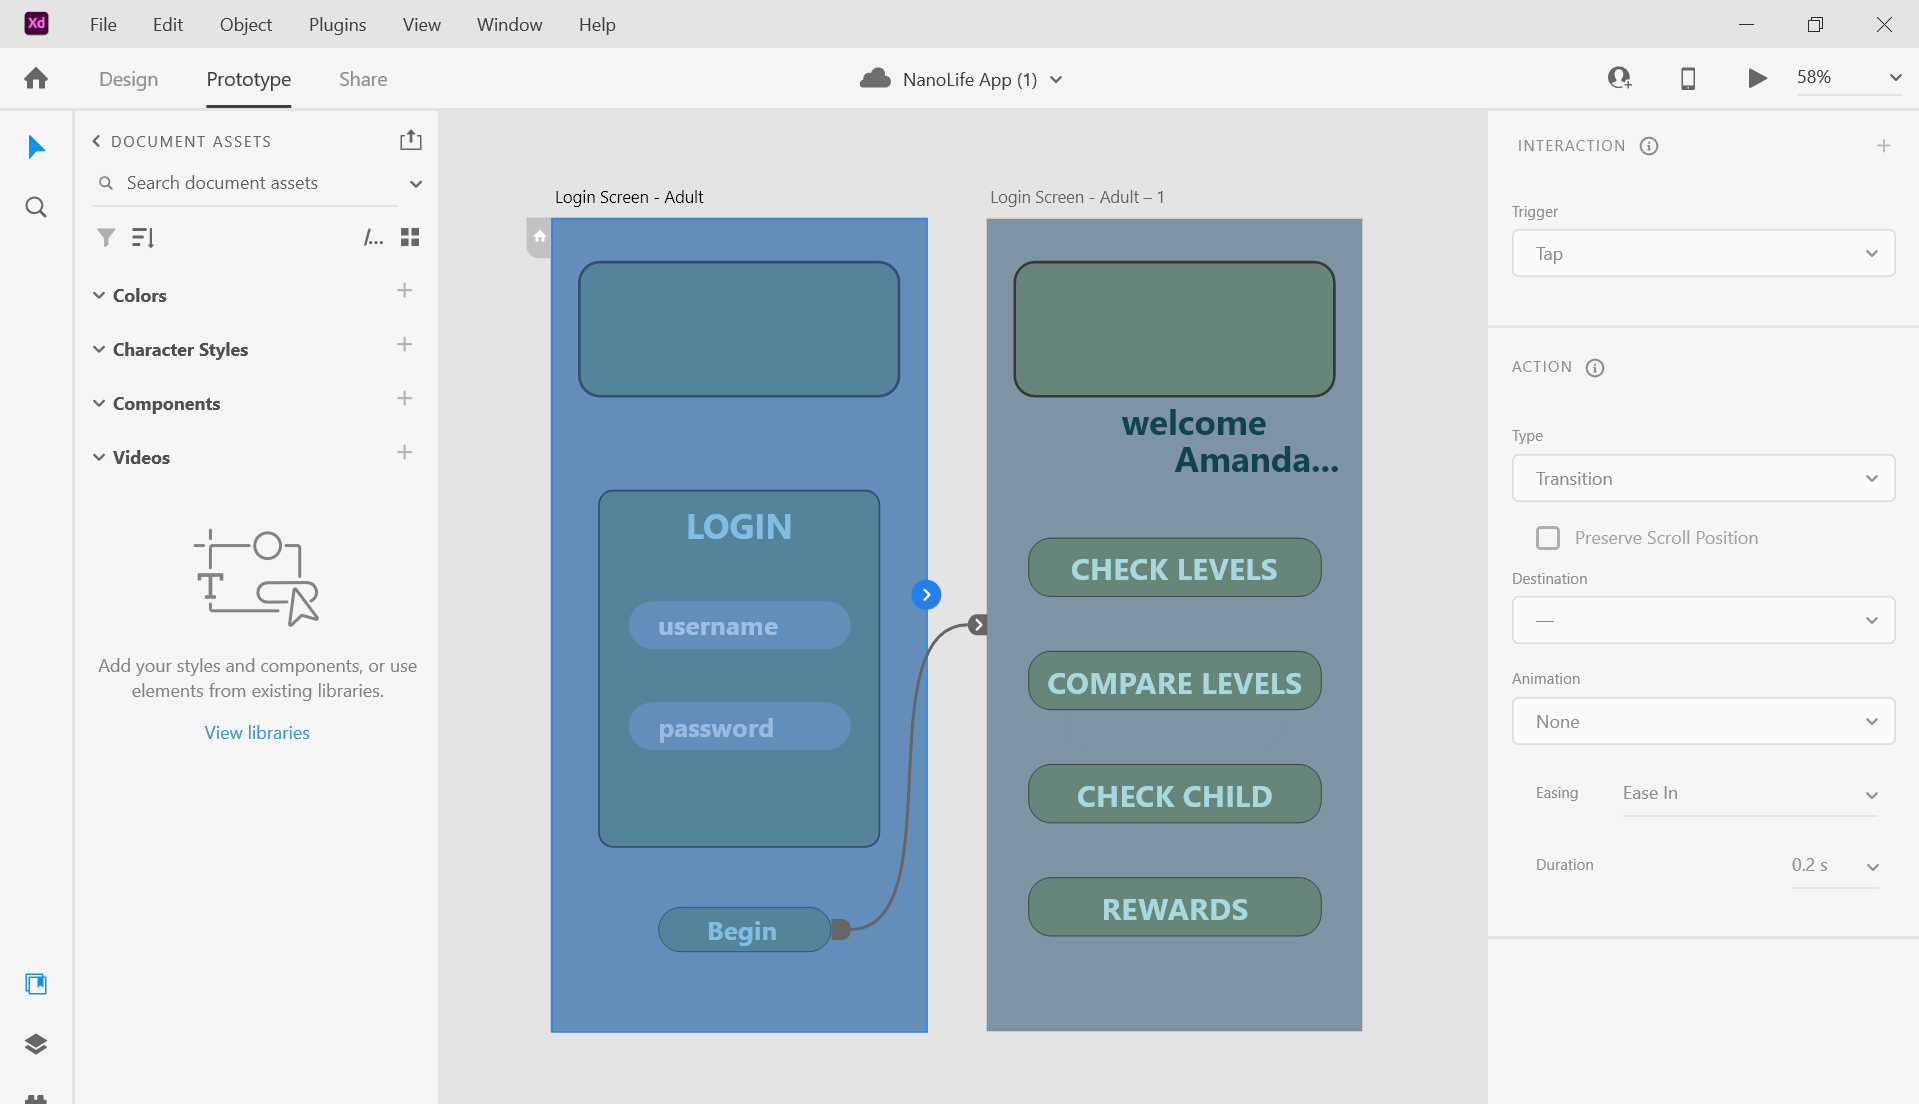 Xd File Edit Object Plugins View Window Help
Design Prototype Share NanoLife App (1) 58%
DOCUMENT ASSETS
Search document assets
/...
Colors
Character Styles
Components
Videos
T
Add your styles and components, or use
elements from existing libraries.
View libraries
Login Screen - Adult
LOGIN
username
password
Begin
Login Screen - Adult – 1
welcome
Amanda...
CHECK LEVELS
COMPARE LEVELS
CHECK CHILD
REWARDS
INTERACTION
Trigger
Tap
ACTION
Type
Transition
Preserve Scroll Position
Destination
—
Animation
None
Easing Ease In
Duration 0.2 s